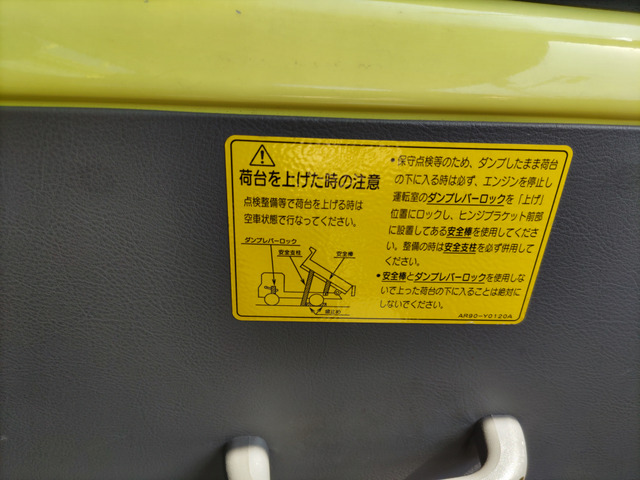 荷台を上げた時の注意
点検整備等で荷台を上げる時は
空車状態で行なってください。
ダンプレバーロック
安全支柱
安全棒
輪止め
• 保守点検等のため、ダンプしたまま荷台
の下に入る時は必ず、エンジンを停止し
運転室のダンプレバーロックを「上げ」
位置にロックし、ヒンジブラケット前部
に設置してある安全棒を使用してくださ
い。整備の時は安全支柱を必ず併用して
ください。
• 安全棒とダンプレバーロックを使用しな
いで上った荷台の下に入ることは絶対に
しないでください。
AR90-Y0120A